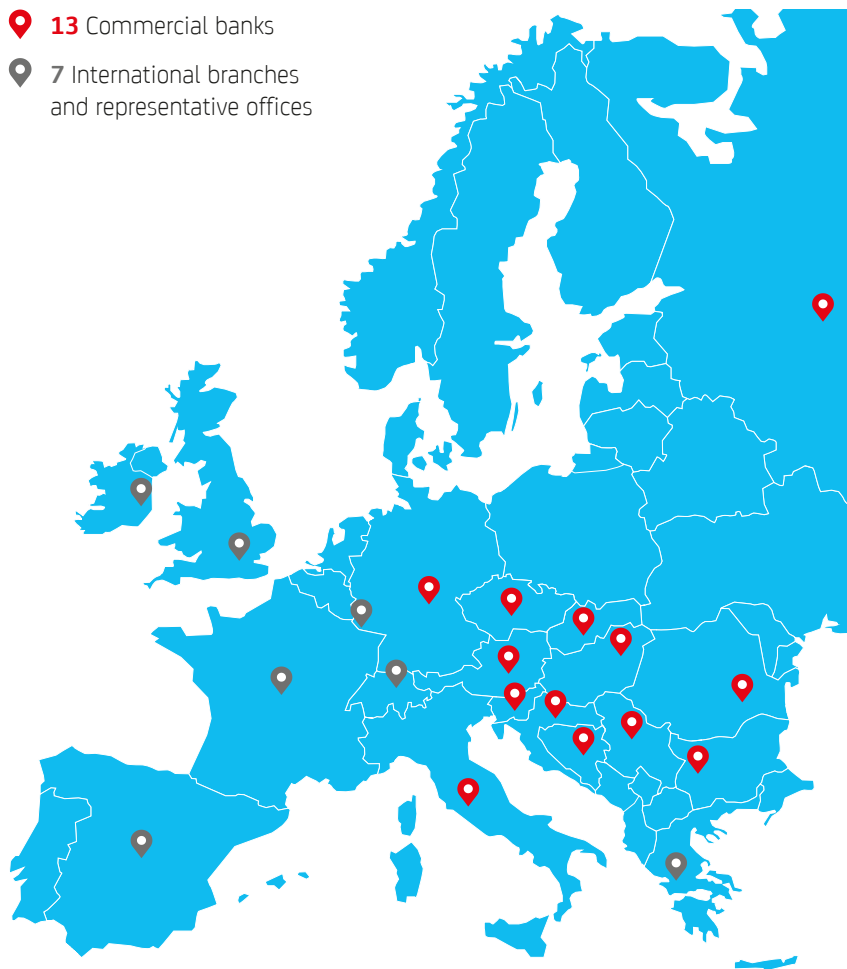 13 Commercial banks
7 International branches
and representative offices